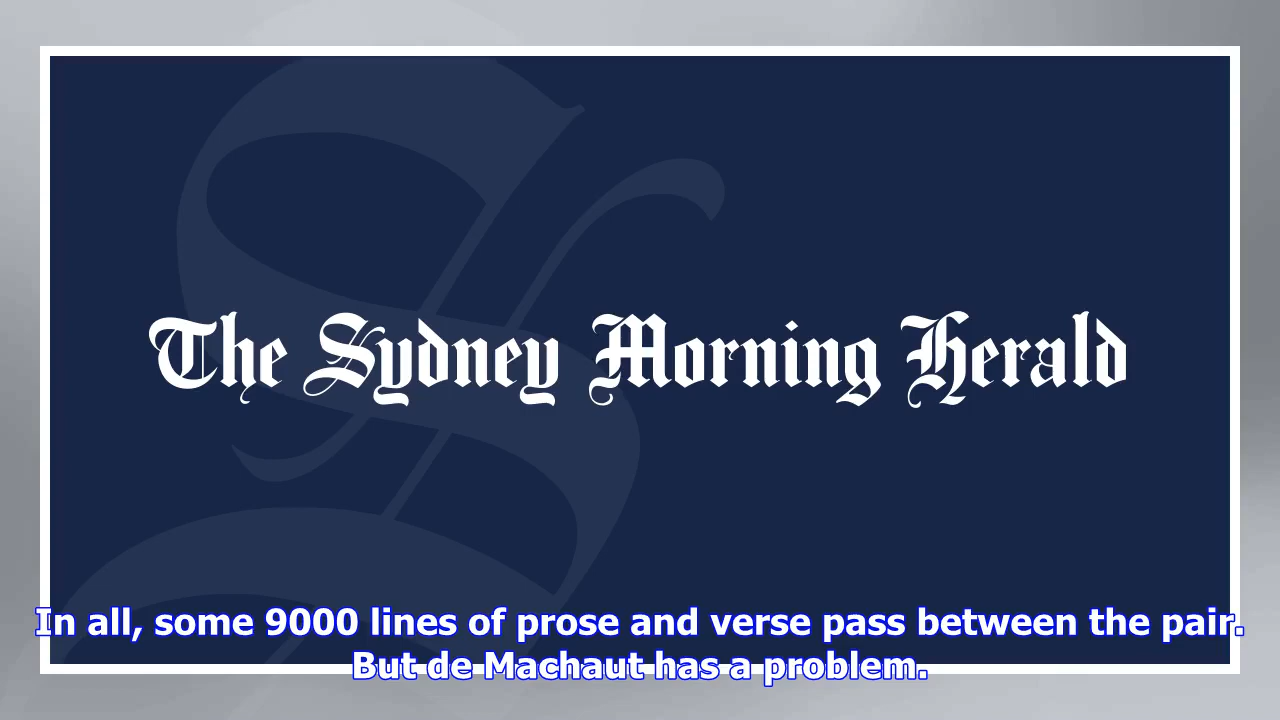 The Sydney Morning Herald
In all, some 9000 lines of prose and verse pass between the pair.
But de Machaut has a problem.